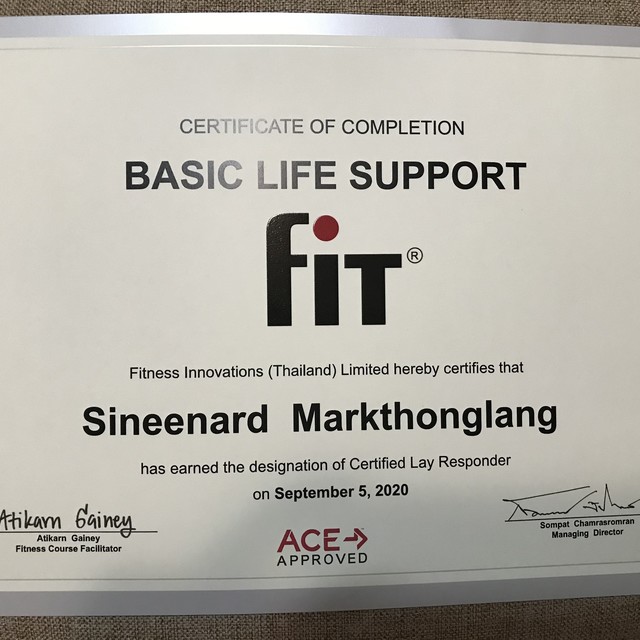 CERTIFICATE OF COMPLETION
BASIC LIFE SUPPORT
fiT®
Fitness Innovations (Thailand) Limited hereby certifies that
Sineenard Markthonglang
has earned the designation of Certified Lay Responder
on September 5, 2020
Atikarn Gainey
Atikarn Gainey
Fitness Course Facilitator
ACE
APPROVED
Sompat Chamrasromran
Managing Director